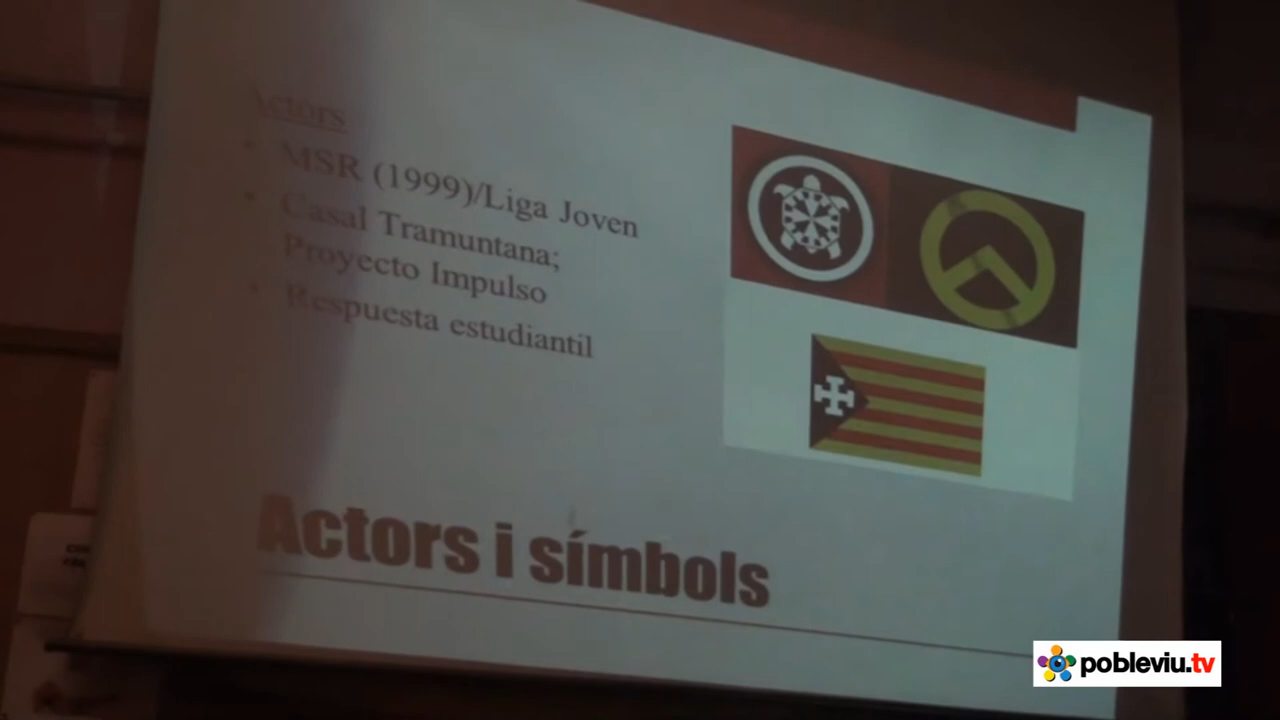 Actors
MSR (1999)/Liga Joven
Casal Tramuntana;
Proyecto Impulso
Respuesta estudiantil
Actors i símbols
pobleviu.tv